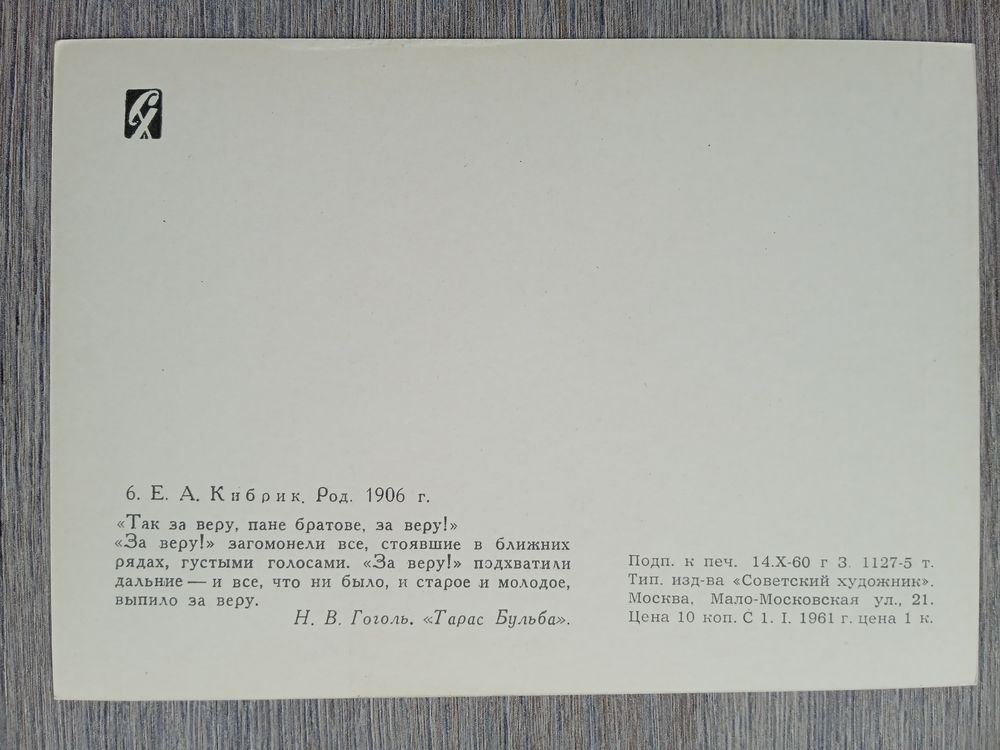 СХ
6. Е. А. Кибрик. Род. 1906 г.
«Так за веру, пане братове, за веру!»
«За веру!» загомонели все, стоявшие в ближних
рядах, густыми голосами. «За веру!» подхватили
дальние — и все, что ни было, и старое и молодое,
выпило за веру.
Н. В. Гоголь. «Тарас Бульба».
Подп. к печ. 14.X-60 г З. 1127-5 т.
Тип. изд-ва «Советский художник».
Москва, Мало-Московская ул., 21.
Цена 10 коп. С 1. I. 1961 г. цена 1 к.